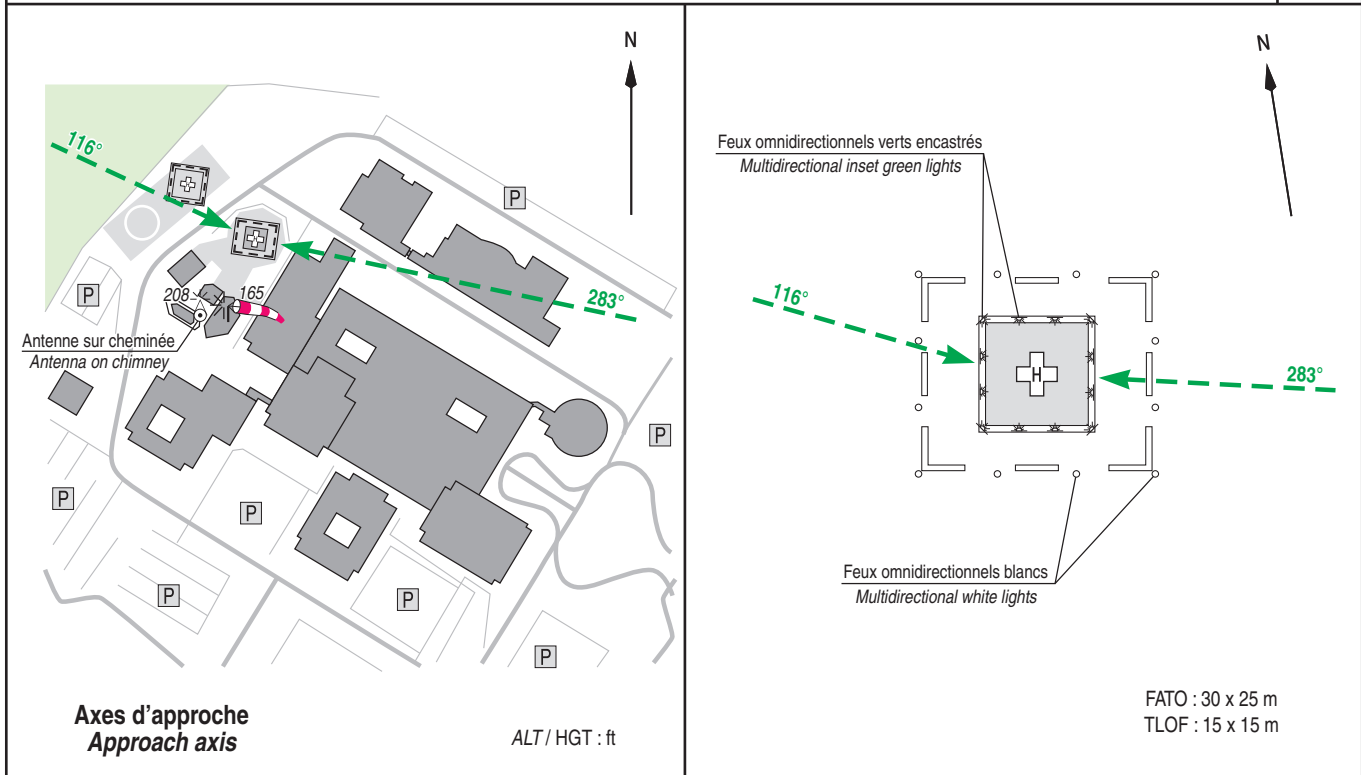 N
116°
P
P
208
165
283°
Antenne sur cheminée
Antenna on chimney
P
P
P
P
P
P
Axes d'approche
Approach axis
ALT / HGT : ft
N
Feux omnidirectionnels verts encastrés
Multidirectional inset green lights
116°
H
283°
Feux omnidirectionnels blancs
Multidirectional white lights
FATO : 30 x 25 m
TLOF : 15 x 15 m